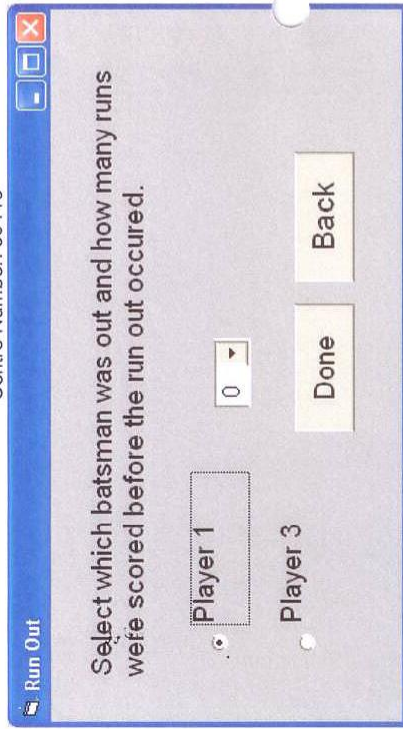 Run Out
Select which batsman was out and how many runs
were scored before the run out occured.
Player 1
0
Player 3
Done
Back